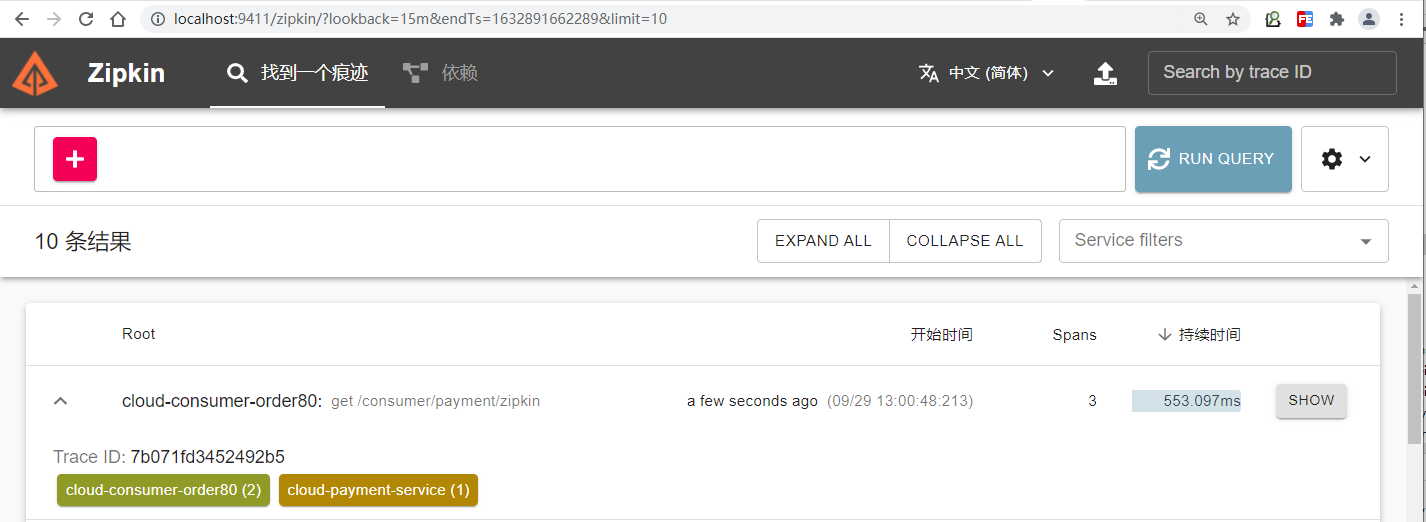 localhost:9411/zipkin/?lookback=15m&endTs=1632891662289&limit=10
Zipkin 找到一个痕迹 依赖 中文 (简体) Search by trace ID
RUN QUERY
10 条结果 EXPAND ALL COLLAPSE ALL Service filters
Root 开始时间 Spans 持续时间
cloud-consumer-order80: get /consumer/payment/zipkin a few seconds ago (09/29 13:00:48:213) 3 553.097ms SHOW
Trace ID: 7b071fd3452492b5
cloud-consumer-order80 (2) cloud-payment-service (1)